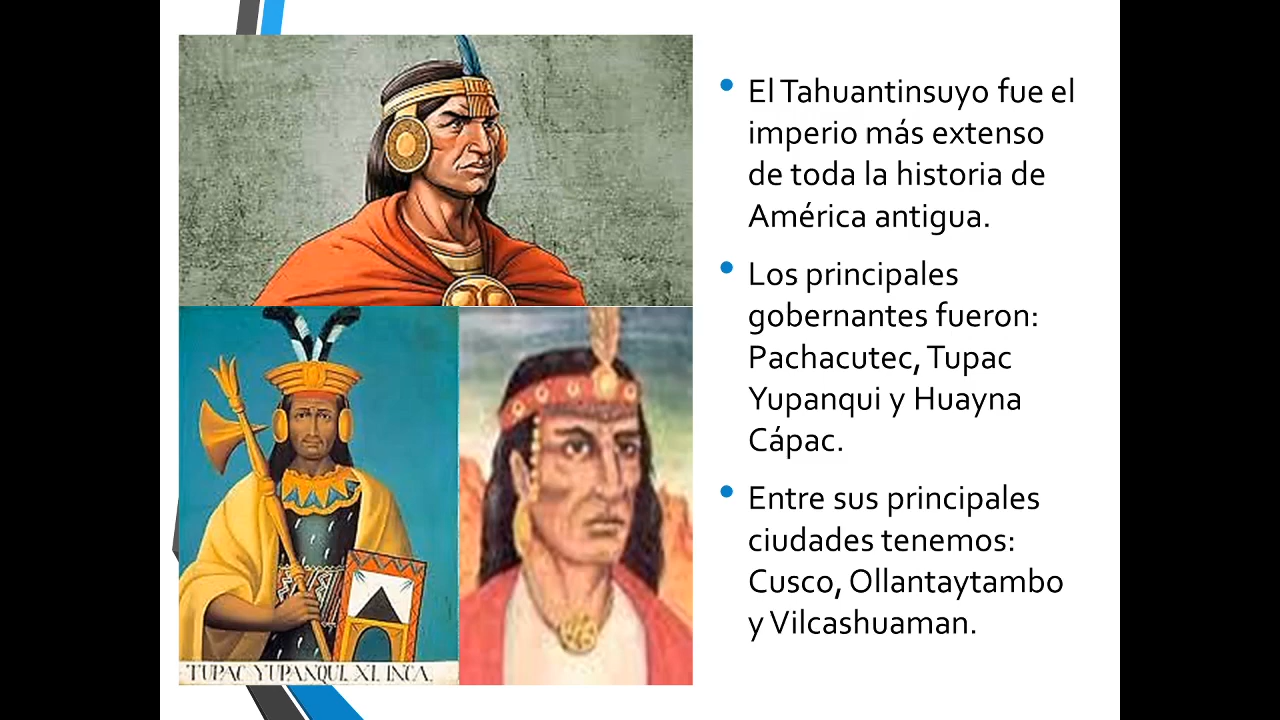 El Tahuantinsuyo fue el
imperio más extenso
de toda la historia de
América antigua.
Los principales
gobernantes fueron:
Pachacutec, Tupac
Yupanqui y Huayna
Cápac.
Entre sus principales
ciudades tenemos:
Cusco, Ollantaytambo
y Vilcashuaman.
TUPAC YUPANQUI. XI. INCA.